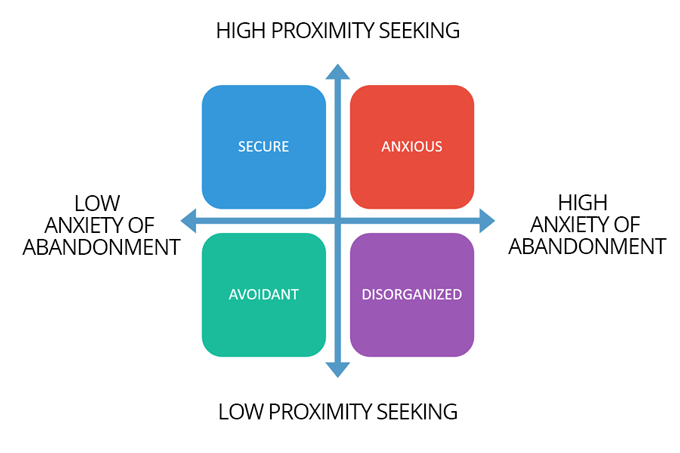 HIGH PROXIMITY SEEKING
SECURE
ANXIOUS
LOW
ANXIETY OF
ABANDONMENT
HIGH
ANXIETY OF
ABANDONMENT
AVOIDANT
DISORGANIZED
LOW PROXIMITY SEEKING